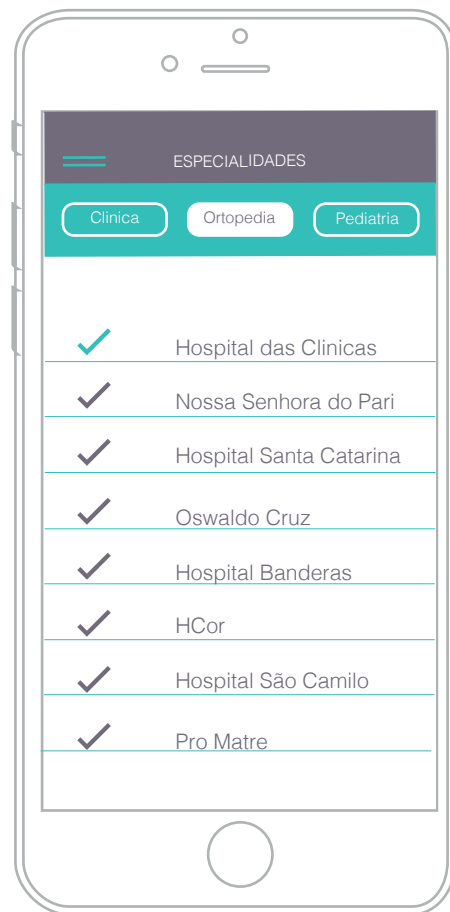 ESPECIALIDADES
Clinica Ortopedia Pediatria
Hospital das Clinicas
Nossa Senhora do Pari
Hospital Santa Catarina
Oswaldo Cruz
Hospital Banderas
HCor
Hospital São Camilo
Pro Matre